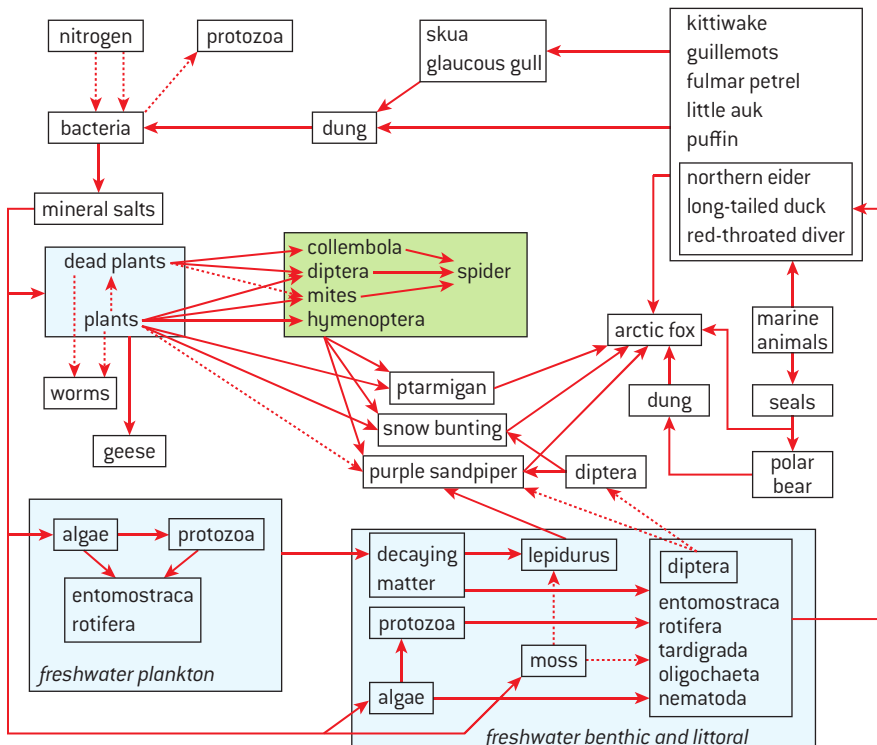 nitrogen
protozoa
skua
glaucous gull
kittiwake
guillemots
fulmar petrel
little auk
puffin
bacteria
dung
northern eider
long-tailed duck
red-throated diver
mineral salts
dead plants
plants
collembola
diptera
mites
hymenoptera
spider
arctic fox
marine
animals
worms
ptarmigan
dung
seals
geese
snow bunting
purple sandpiper
diptera
polar
bear
algae
protozoa
entomostraca
rotifera
freshwater plankton
decaying
matter
lepidurus
diptera
entomostraca
rotifera
tardigrada
oligochaeta
nematoda
protozoa
moss
algae
freshwater benthic and littoral